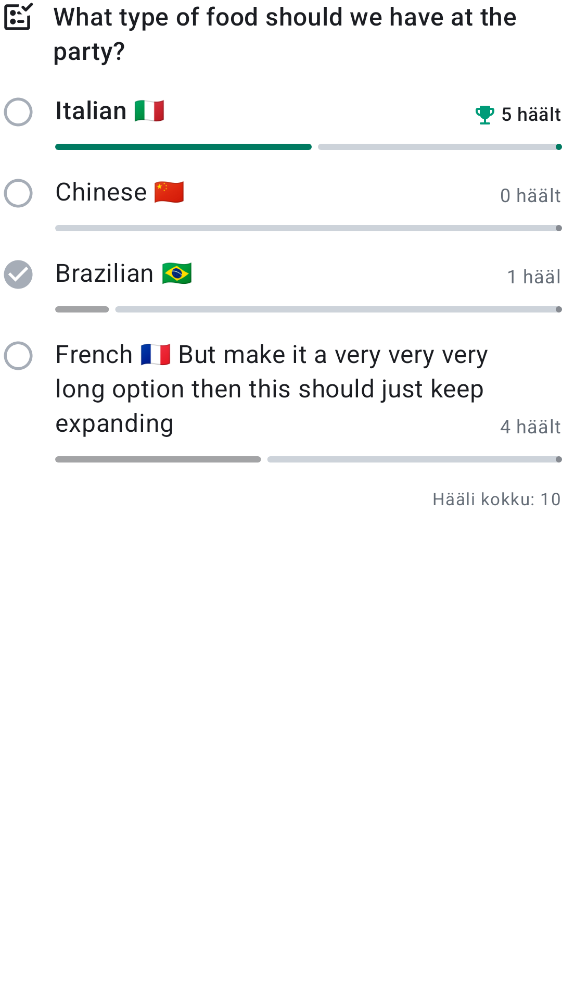 What type of food should we have at the
party?
Italian 🇮🇹 5 häält
Chinese 🇨🇳 0 häält
Brazilian 🇧🇷 1 hääl
French 🇫🇷 But make it a very very very
long option then this should just keep
expanding 4 häält
Hääli kokku: 10